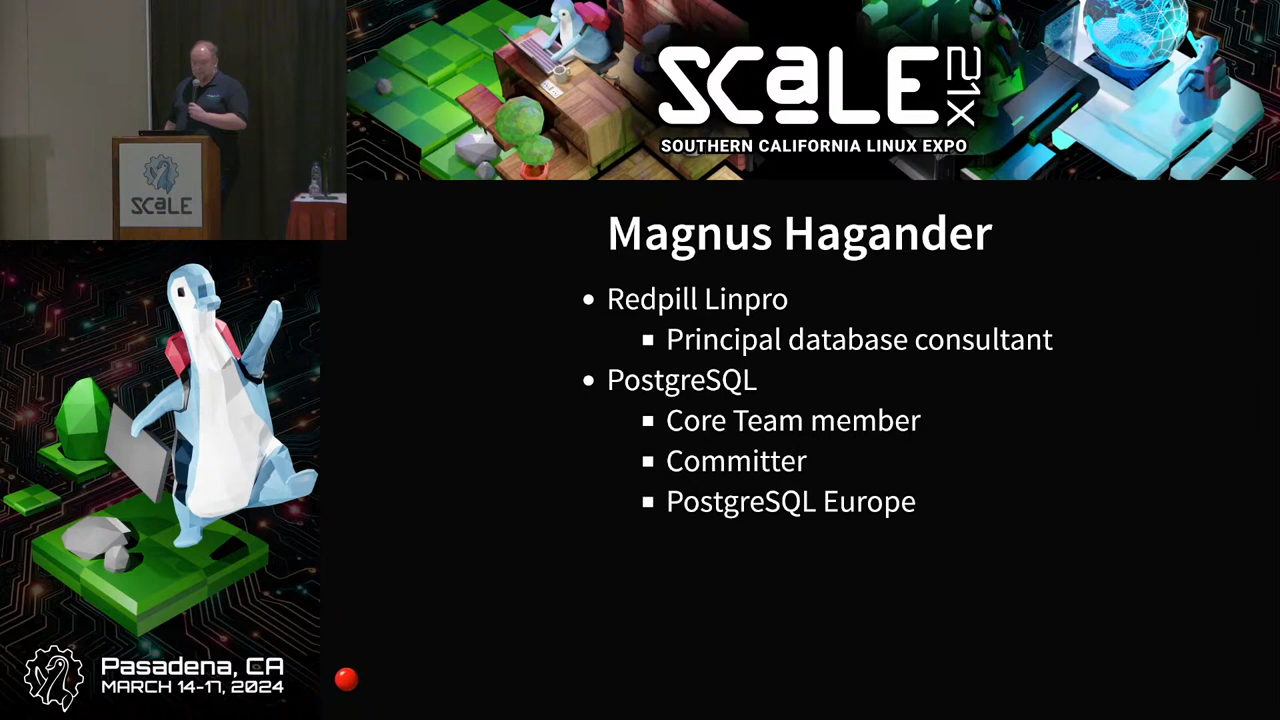 SCALE
21X
SOUTHERN CALIFORNIA LINUX EXPO
SCALE
Magnus Hagander
Redpill Linpro
Principal database consultant
PostgreSQL
Core Team member
Committer
PostgreSQL Europe
Pasadena, CA
MARCH 14-17, 2024